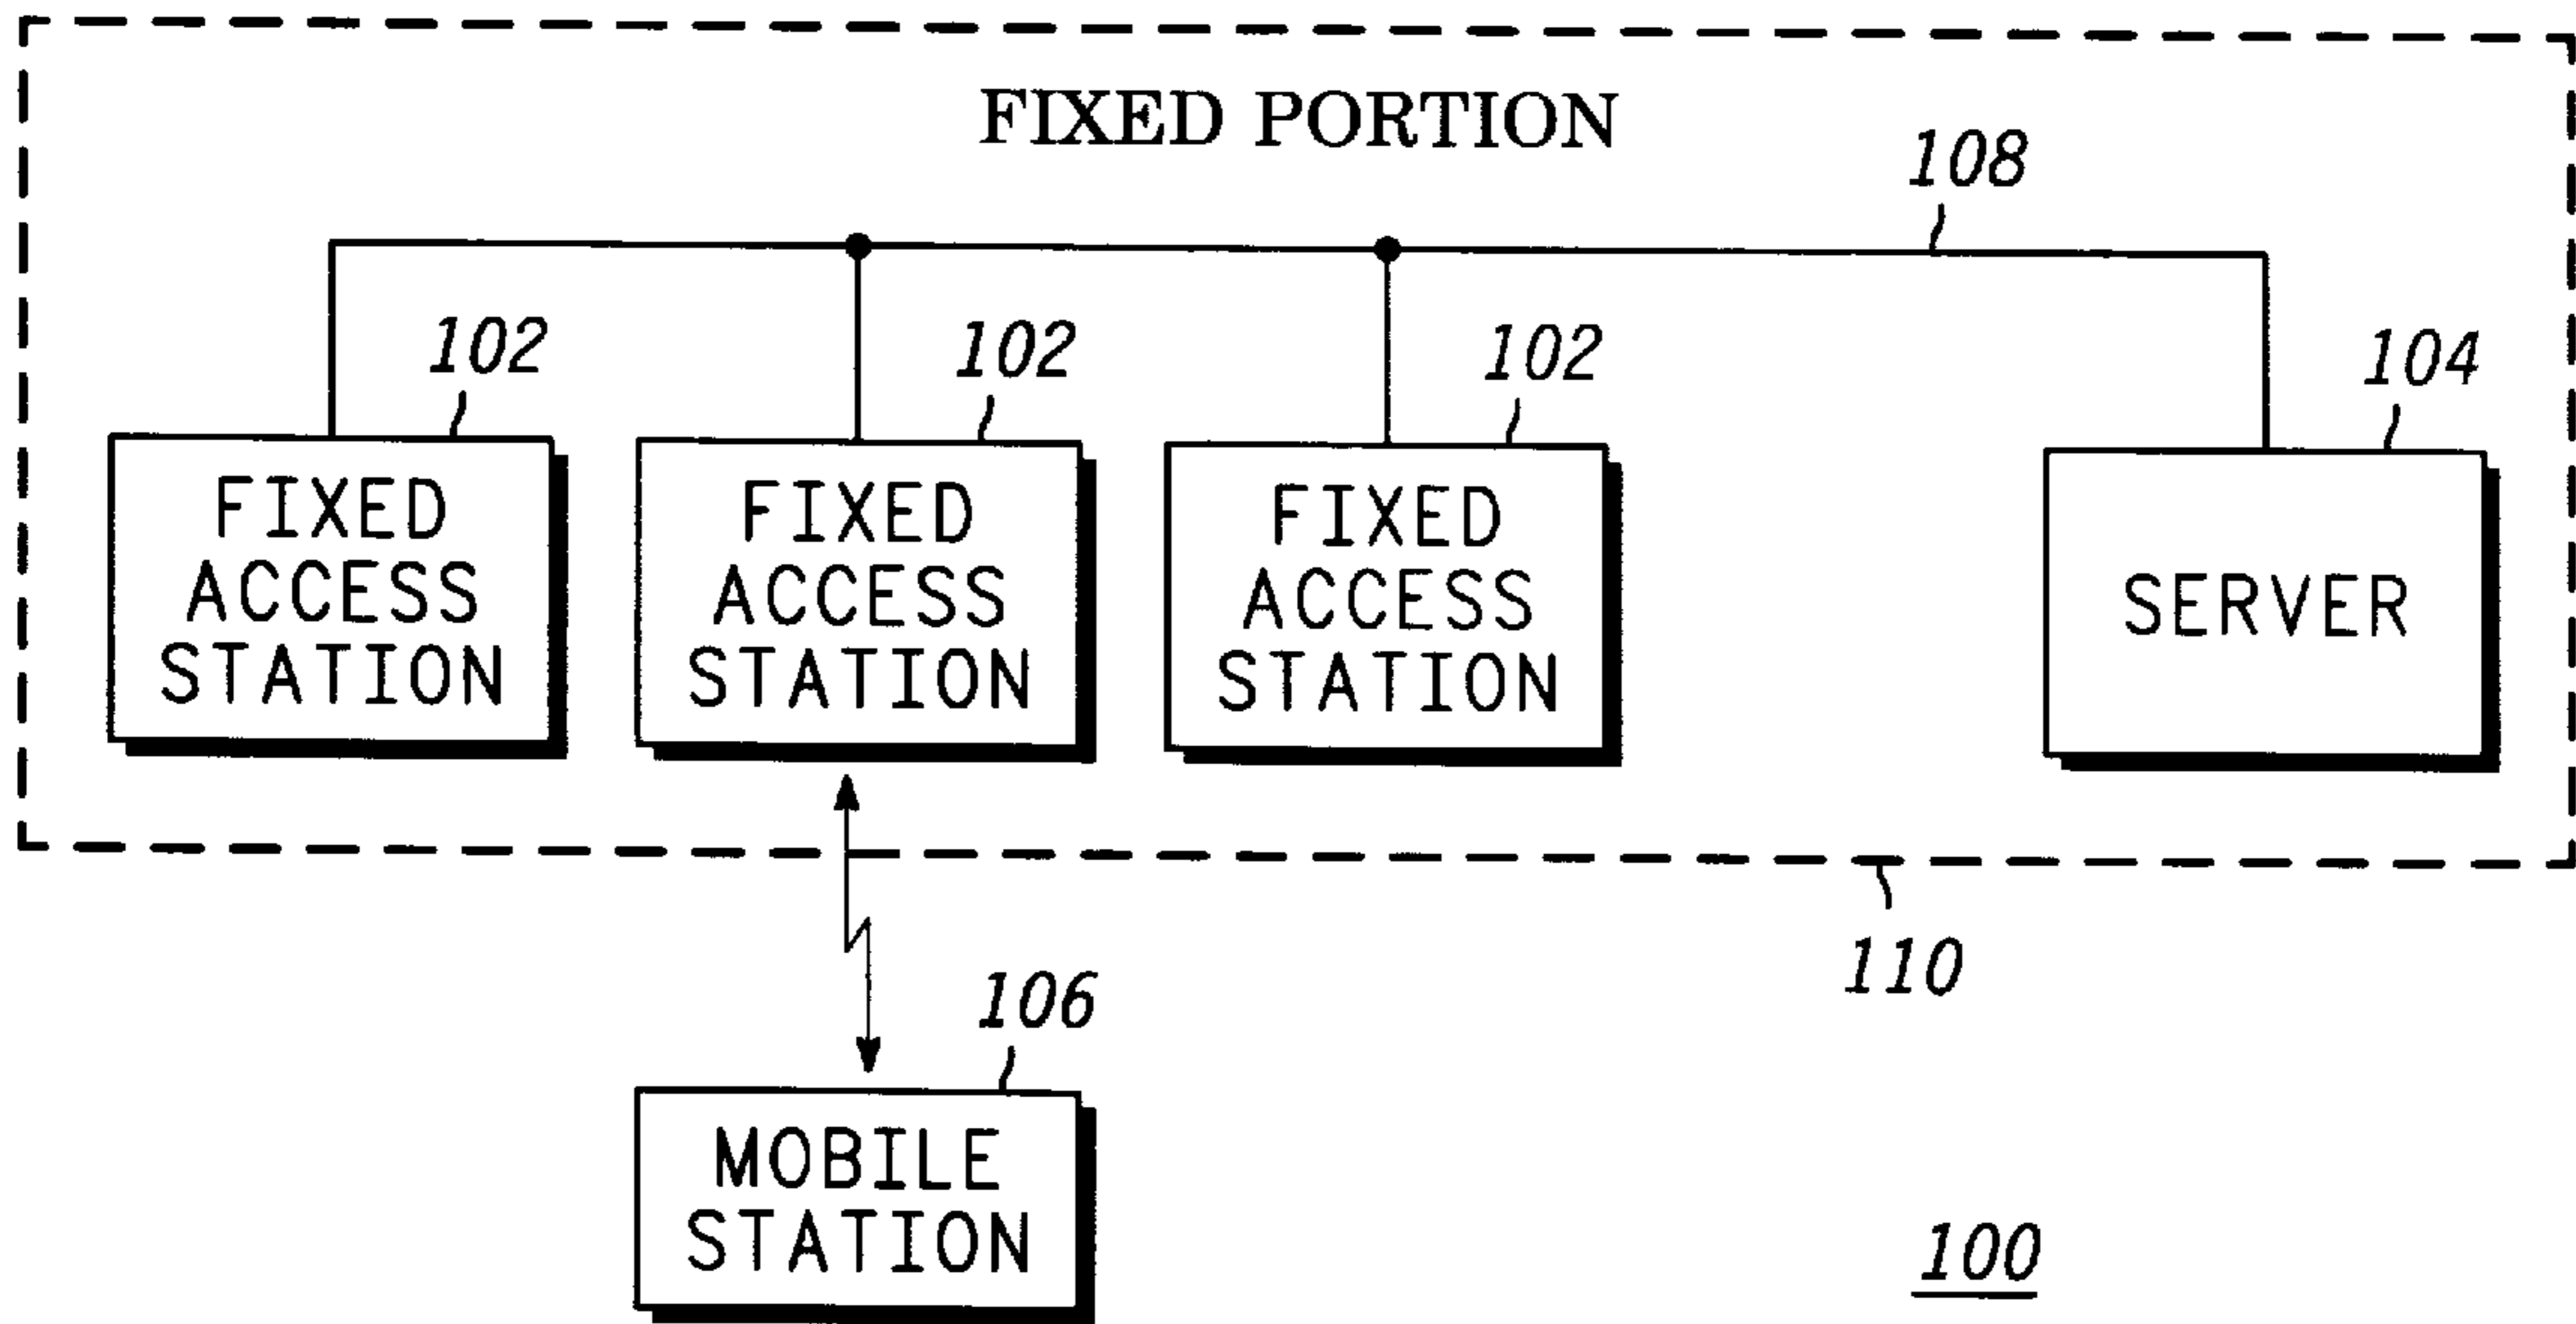 FIXED PORTION
108
102
102
102
104
FIXED
ACCESS
STATION
FIXED
ACCESS
STATION
FIXED
ACCESS
STATION
SERVER
110
106
MOBILE
STATION
100